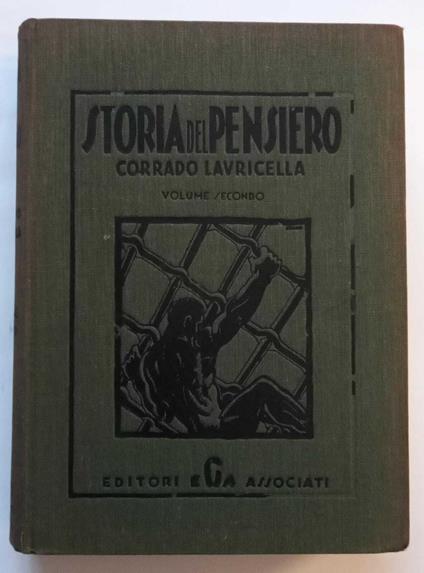 STORIA DEL PENSIERO
CORRADO LAVRICELLA
VOLUME SECONDO
EDITORI EGA ASSOCIATI